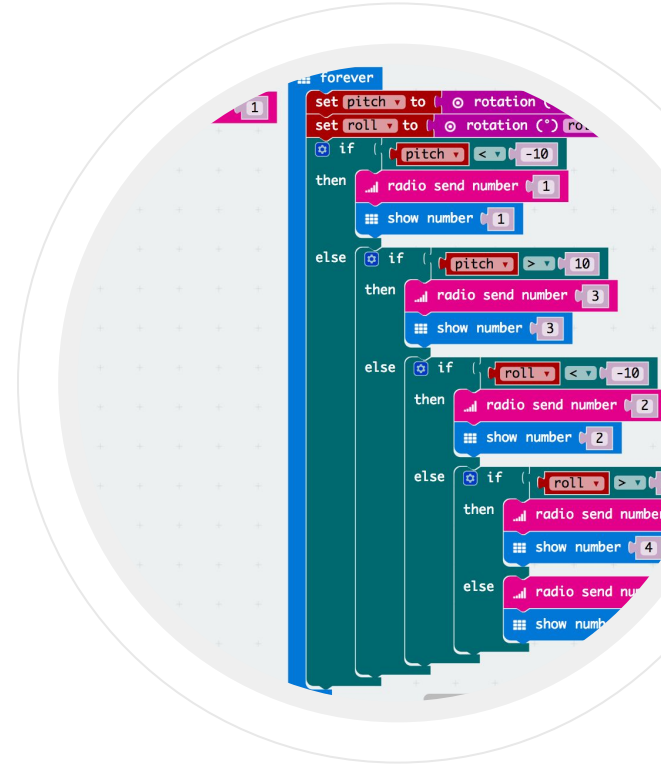 forever
1
set pitch to rotation (
set roll to rotation (°)
if pitch < -10
then radio send number 1
show number 1
else if pitch > 10
then radio send number 3
show number 3
else if roll < -10
then radio send number 2
show number 2
else if roll >
then radio send number
show number 4
else radio send
show